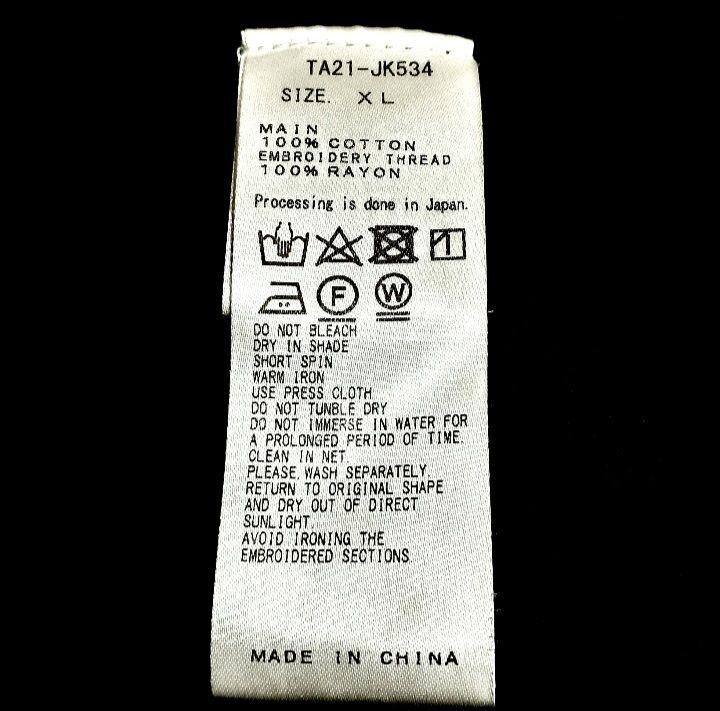 TA21-JK534
SIZE. XL
MAIN
100% COTTON
EMBROIDERY THREAD
100% RAYON
Processing is done in Japan.
F W
DO NOT BLEACH
DRY IN SHADE
SHORT SPIN
WARM IRON
USE PRESS CLOTH
DO NOT TUNBLE DRY
DO NOT IMMERSE IN WATER FOR
A PROLONGED PERIOD OF TIME.
CLEAN IN NET.
PLEASE WASH SEPARATELY.
RETURN TO ORIGINAL SHAPE
AND DRY OUT OF DIRECT
SUNLIGHT.
AVOID IRONING THE
EMBROIDERED SECTIONS.
MADE IN CHINA